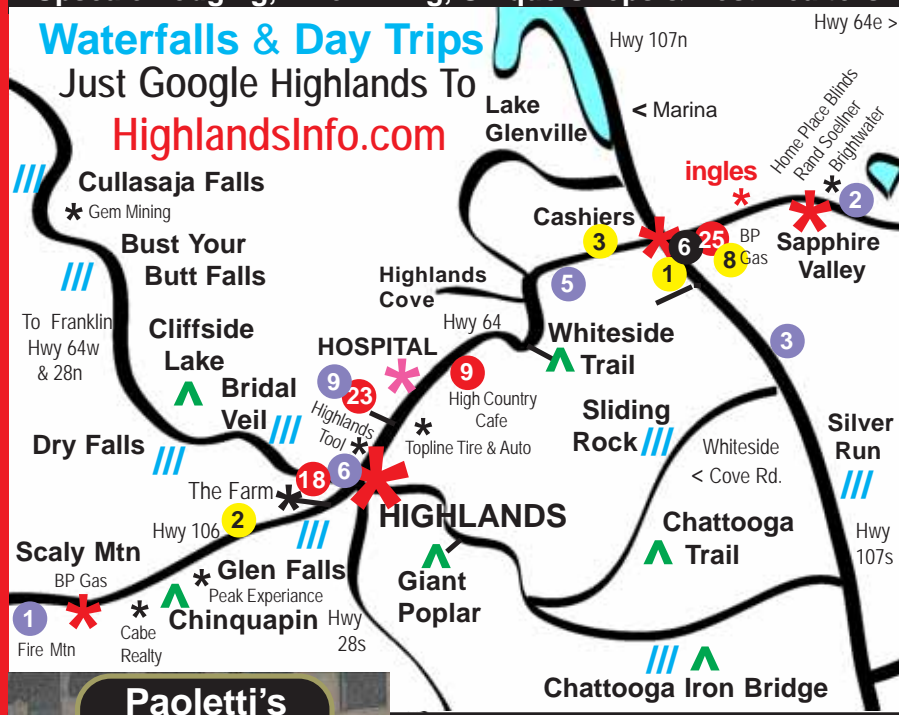 Hwy 64e >
Waterfalls & Day Trips
Just Google Highlands To
HighlandsInfo.com
Hwy 107n
Lake
Glenville
< Marina
Home Place Blinds
Rand Soellner
Brightwater
ingles
2
Cullasaja Falls
Gem Mining
Cashiers
3
6
25
BP
Gas
8
1
Sapphire
Valley
Bust Your
Butt Falls
Highlands
Cove
5
To Franklin
Hwy 64w
& 28n
Cliffside
Lake
Hwy 64
HOSPITAL
Whiteside
Trail
3
9
23
9
High Country
Cafe
Bridal
Veil
Highlands
Tool
Topline Tire & Auto
Sliding
Rock
Whiteside
< Cove Rd.
Silver
Run
Dry Falls
18
6
The Farm
2
Hwy 106
HIGHLANDS
Chattooga
Trail
Hwy
107s
Scaly Mtn
BP Gas
Glen Falls
Peak Experience
Giant
Poplar
1
Fire Mtn
Cabe
Realty
Chinquapin
Hwy
28s
Chattooga Iron Bridge
Paoletti's